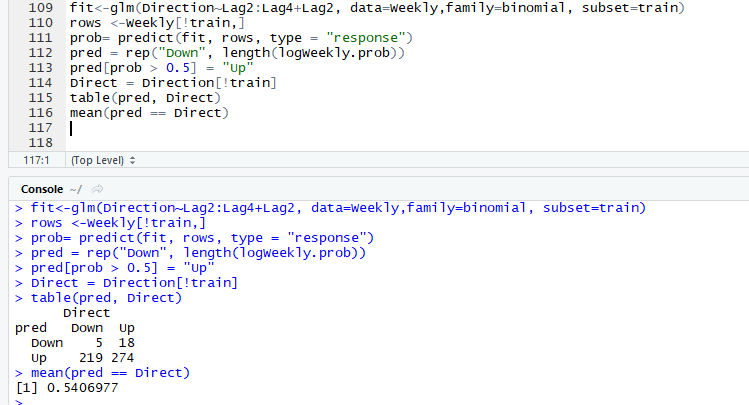 109 fit<-glm(Direction~Lag2:Lag4+Lag2, data=Weekly,family=binomial, subset=train)
110 rows <-Weekly[!train,]
111 prob= predict(fit, rows, type = "response")
112 pred = rep("Down", length(logWeekly.prob))
113 pred[prob > 0.5] = "Up"
114 Direct = Direction[!train]
115 table(pred, Direct)
116 mean(pred == Direct)
117
118
117:1 (Top Level)
Console ~/
> fit<-glm(Direction~Lag2:Lag4+Lag2, data=Weekly,family=binomial, subset=train)
> rows <-Weekly[!train,]
> prob= predict(fit, rows, type = "response")
> pred = rep("Down", length(logWeekly.prob))
> pred[prob > 0.5] = "Up"
> Direct = Direction[!train]
> table(pred, Direct)
      Direct
pred   Down  Up
  Down    5  18
  Up    219 274
> mean(pred == Direct)
[1] 0.5406977
>